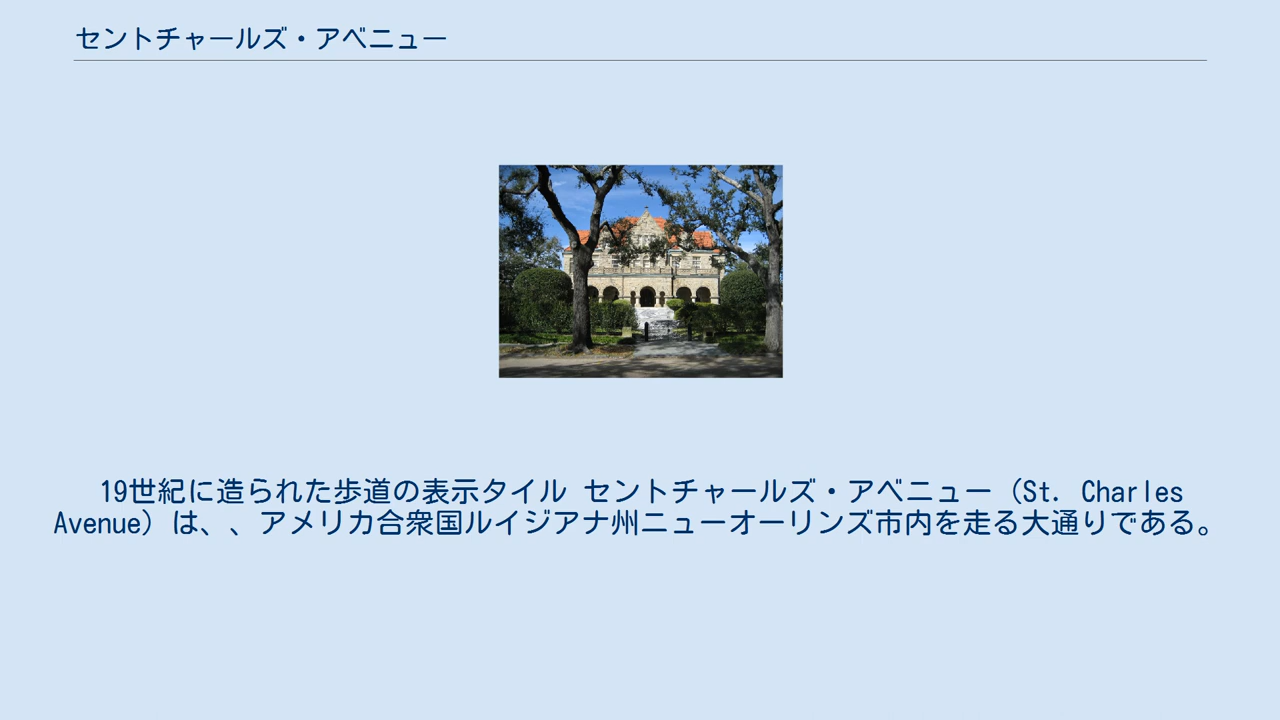 セントチャールズ・アベニュー
19世紀に造られた歩道の表示タイル セントチャールズ・アベニュー（St. Charles
Avenue）は、、アメリカ合衆国ルイジアナ州ニューオーリンズ市内を走る大通りである。